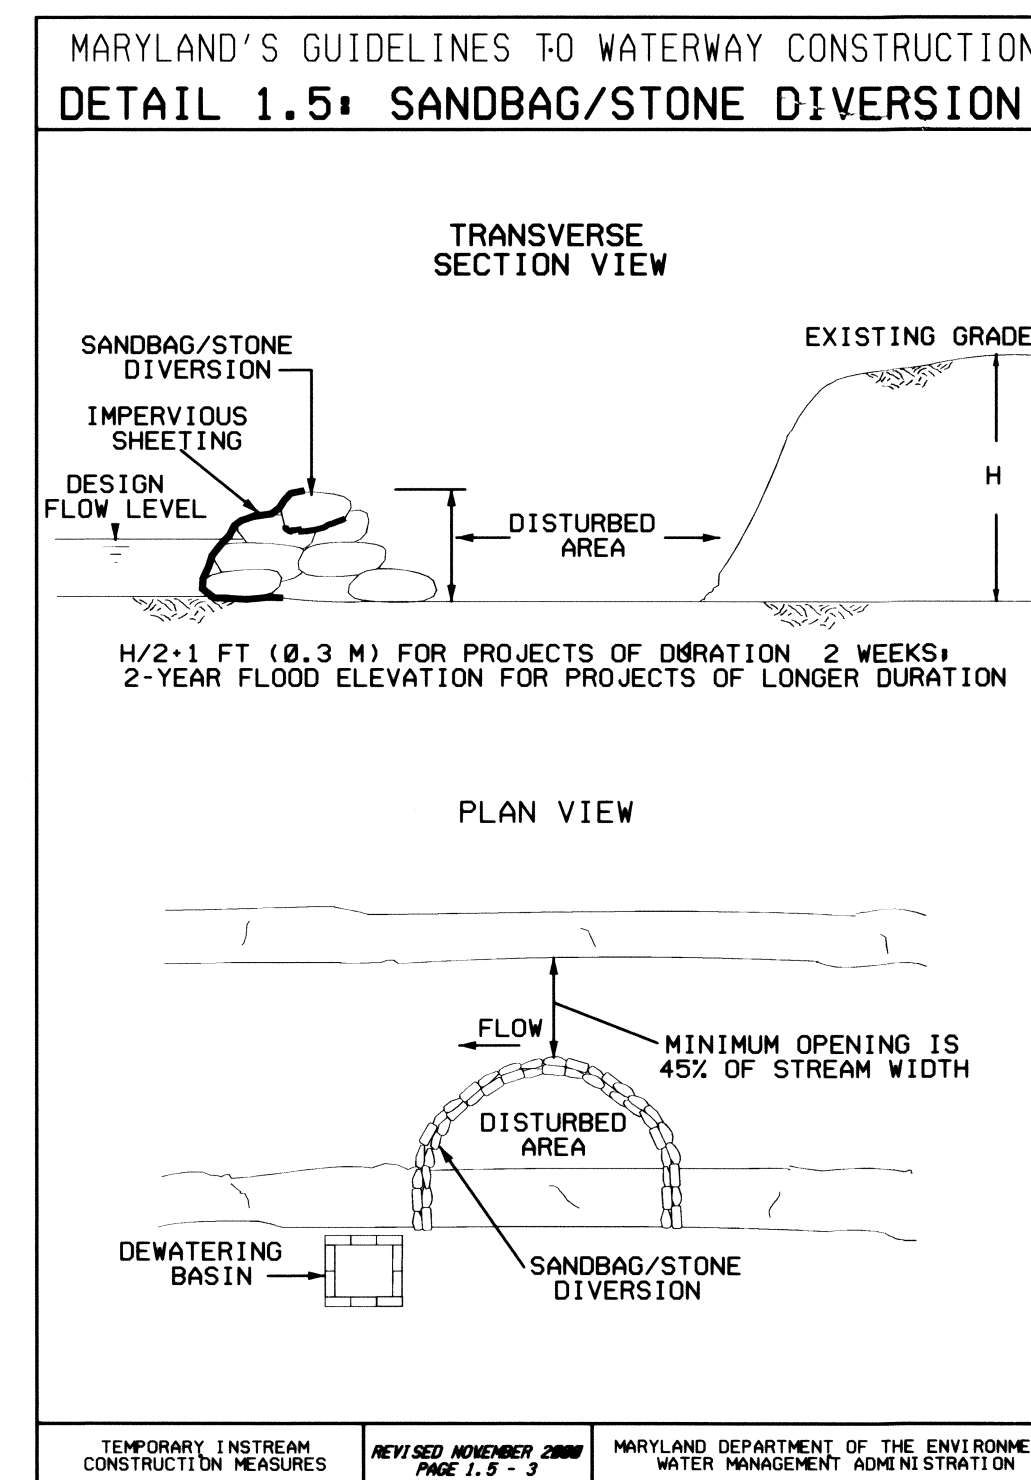 MARYLAND'S GUIDELINES TO WATERWAY CONSTRUCTION
DETAIL 1.5: SANDBAG/STONE DIVERSION
TRANSVERSE
SECTION VIEW
EXISTING GRADE
SANDBAG/STONE
DIVERSION
IMPERVIOUS
SHEETING
DESIGN
FLOW LEVEL
H
DISTURBED
AREA
H/2+1 FT (0.3 M) FOR PROJECTS OF DURATION 2 WEEKS;
2-YEAR FLOOD ELEVATION FOR PROJECTS OF LONGER DURATION
PLAN VIEW
FLOW
MINIMUM OPENING IS
45% OF STREAM WIDTH
DISTURBED
AREA
DEWATERING
BASIN
SANDBAG/STONE
DIVERSION
TEMPORARY INSTREAM
CONSTRUCTION MEASURES
REVISED NOVEMBER 2000
PAGE 1.5 - 3
MARYLAND DEPARTMENT OF THE ENVIRONME
WATER MANAGEMENT ADMINISTRATION